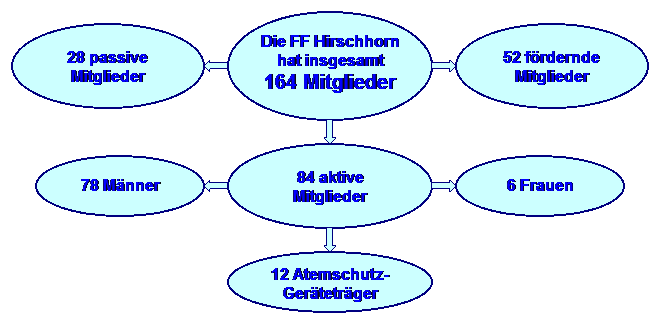 28 passive
Mitglieder
Die FF Hirschhorn
hat insgesamt
164 Mitglieder
52 fördernde
Mitglieder
78 Männer
84 aktive
Mitglieder
6 Frauen
12 Atemschutz-
Geräteträger